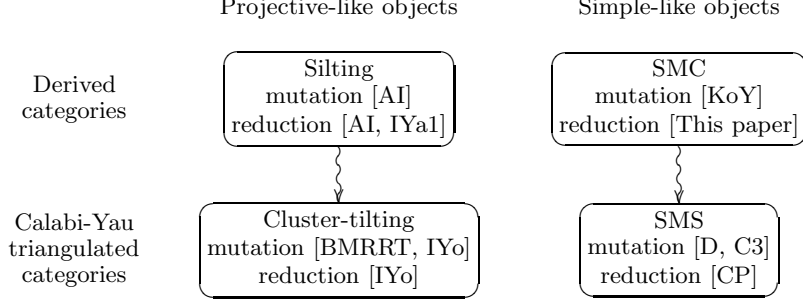 Projective-like objects
Simple-like objects
Derived
categories
Silting
mutation [AI]
reduction [AI, IYa1]
SMC
mutation [KoY]
reduction [This paper]
Calabi-Yau
triangulated
categories
Cluster-tilting
mutation [BMRRT, IYo]
reduction [IYo]
SMS
mutation [D, C3]
reduction [CP]